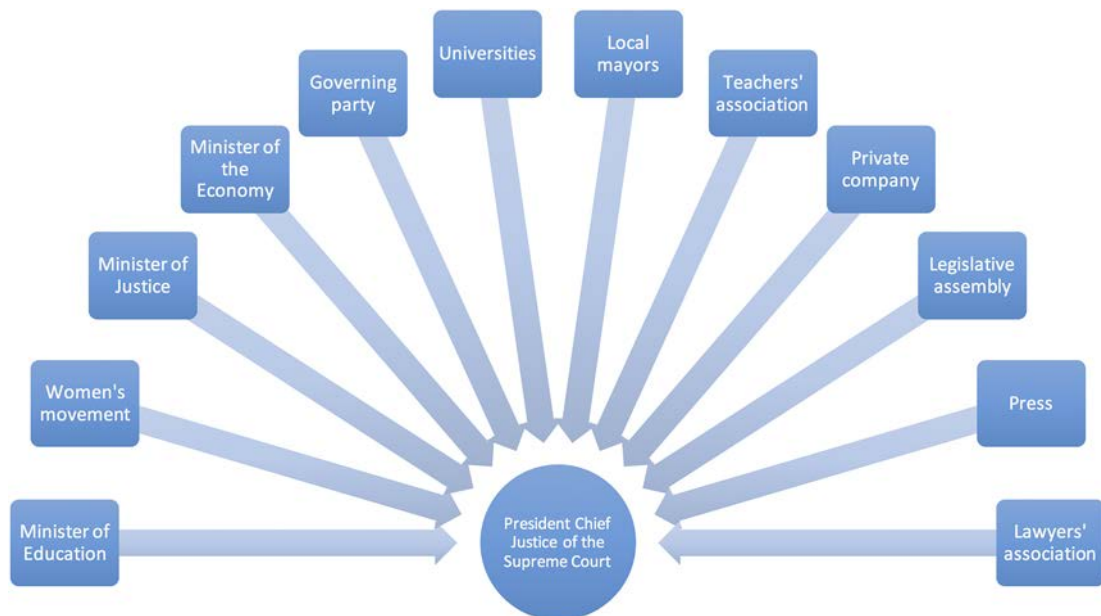 Universities
Local
mayors
Governing
party
Teachers'
association
Minister of
the
Economy
Private
company
Minister of
Justice
Legislative
assembly
Women's
movement
Press
Minister of
Education
President Chief
Justice of the
Supreme Court
Lawyers'
association